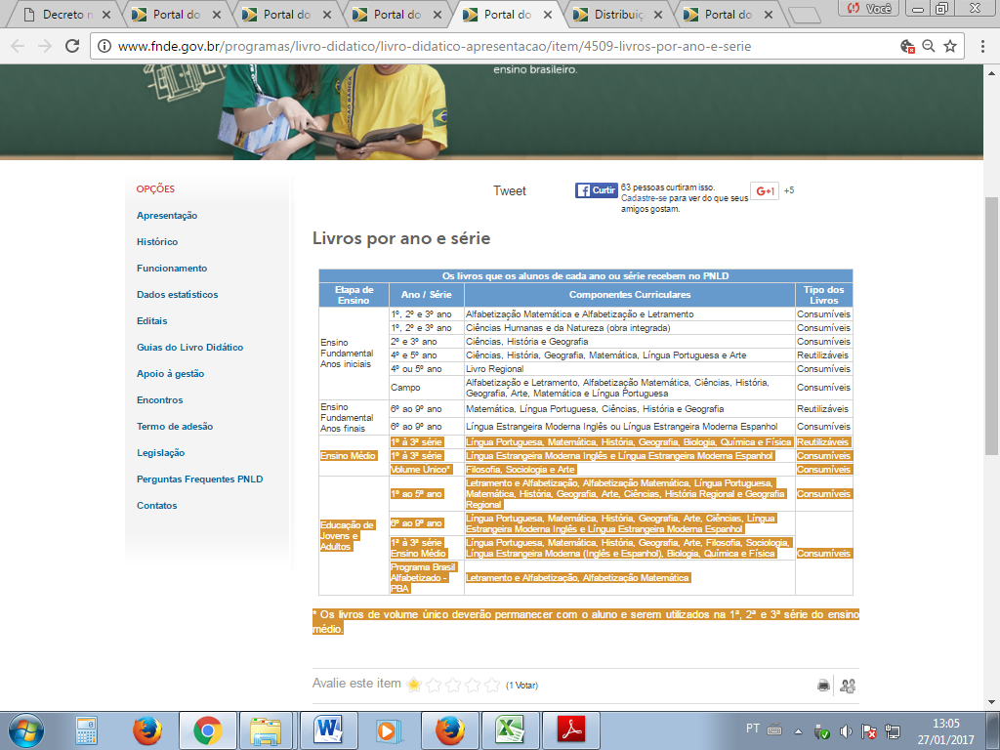 Decreto n
Portal do
Portal do
Portal do
Portal do
Distribuiç
Portal do
Você
www.fnde.gov.br/programas/livro-didatico/livro-didatico-apresentacao/item/4509-livros-por-ano-e-serie
ensino brasileiro.
OPÇÕES
Apresentação
Histórico
Funcionamento
Dados estatísticos
Editais
Guias do Livro Didático
Apoio à gestão
Encontros
Termo de adesão
Legislação
Perguntas Frequentes PNLD
Contatos
Tweet
Curtir
63 pessoas curtiram isso.
Cadastre-se para ver do que seus
amigos gostam.
G+1 +5
Livros por ano e série
Os livros que os alunos de cada ano ou série recebem no PNLD
Etapa de
Ensino
Ano / Série
Componentes Curriculares
Tipo dos
Livros
Ensino
Fundamental
Anos iniciais
1º, 2º e 3º ano Alfabetização Matemática e Alfabetização e Letramento Consumíveis
1º, 2º e 3º ano Ciências Humanas e da Natureza (obra integrada) Consumíveis
2º e 3º ano Ciências, História e Geografia Consumíveis
4º e 5º ano Ciências, História, Geografia, Matemática, Língua Portuguesa e Arte Reutilizáveis
4º ou 5º ano Livro Regional Consumíveis
Campo
Alfabetização e Letramento, Alfabetização Matemática, Ciências, História,
Geografia, Arte, Matemática e Língua Portuguesa
Consumíveis
Ensino
Fundamental
Anos finais
6º ao 9º ano Matemática, Língua Portuguesa, Ciências, História e Geografia Reutilizáveis
6º ao 9º ano Língua Estrangeira Moderna Inglês ou Língua Estrangeira Moderna Espanhol Consumíveis
Ensino Médio
1ª à 3ª série Língua Portuguesa, Matemática, História, Geografia, Biologia, Química e Física Reutilizáveis
1ª à 3ª série Língua Estrangeira Moderna Inglês e Língua Estrangeira Moderna Espanhol Consumíveis
Volume Único* Filosofia, Sociologia e Arte Consumíveis
Educação de
Jovens e
Adultos
1º ao 5º ano
Letramento e Alfabetização, Alfabetização Matemática, Língua Portuguesa,
Matemática, História, Geografia, Arte, Ciências, História Regional e Geografia
Regional
Consumíveis
6º ao 9º ano
Língua Portuguesa, Matemática, História, Geografia, Arte, Ciências, Língua
Estrangeira Moderna Inglês e Língua Estrangeira Moderna Espanhol
1ª à 3ª série
Ensino Médio
Língua Portuguesa, Matemática, História, Geografia, Arte, Filosofia, Sociologia,
Língua Estrangeira Moderna (Inglês e Espanhol), Biologia, Química e Física
Consumíveis
Programa Brasil
Alfabetizado -
PBA
Letramento e Alfabetização, Alfabetização Matemática
* Os livros de volume único deverão permanecer com o aluno e serem utilizados na 1ª, 2ª e 3ª série do ensino
médio.
Avalie este item
(1 Votar)
PT
13:05
27/01/2017